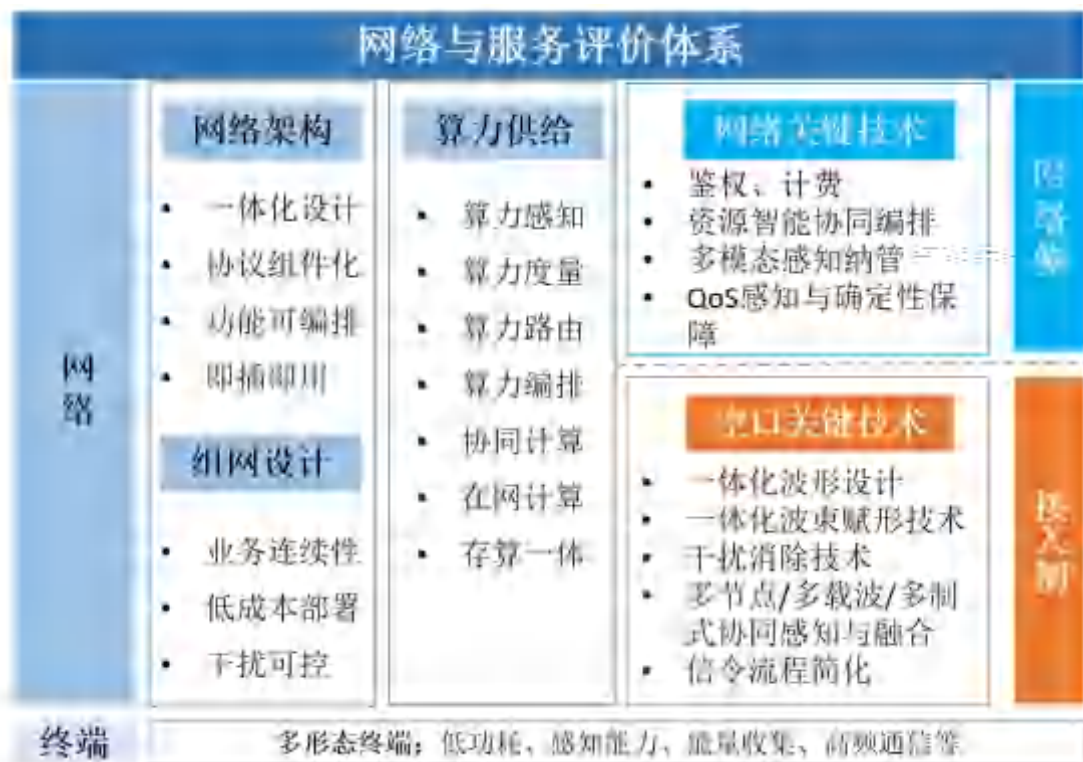 网络与服务评价体系
网络
网络架构
• 一体化设计
• 协议组件化
• 功能可编排
• 即插即用
组网设计
• 业务连续性
• 低成本部署
• 干扰可控
算力供给
• 算力感知
• 算力度量
• 算力路由
• 算力编排
• 协同计算
• 在网计算
• 存算一体
网络关键技术
• 鉴权、计费
• 资源智能协同编排
• 多模态感知纳管
• QoS感知与确定性保
障
空口关键技术
• 一体化波形设计
• 一体化波束赋形技术
• 干扰消除技术
• 多节点/多载波/多制
式协同感知与融合
• 信令流程简化
接入侧
终端
多形态终端：低功耗、感知能力、能量收集、高频通信等